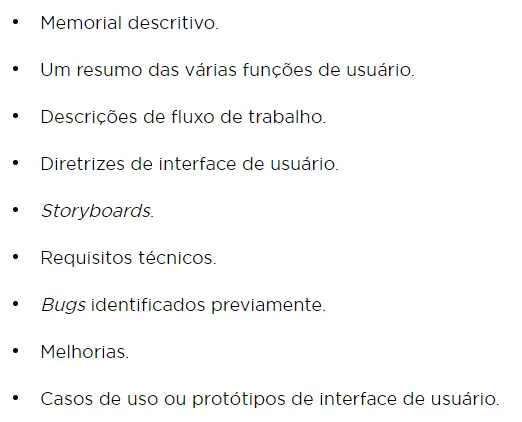 • Memorial descritivo.
• Um resumo das várias funções de usuário.
• Descrições de fluxo de trabalho.
• Diretrizes de interface de usuário.
• Storyboards.
• Requisitos técnicos.
• Bugs identificados previamente.
• Melhorias.
• Casos de uso ou protótipos de interface de usuário.